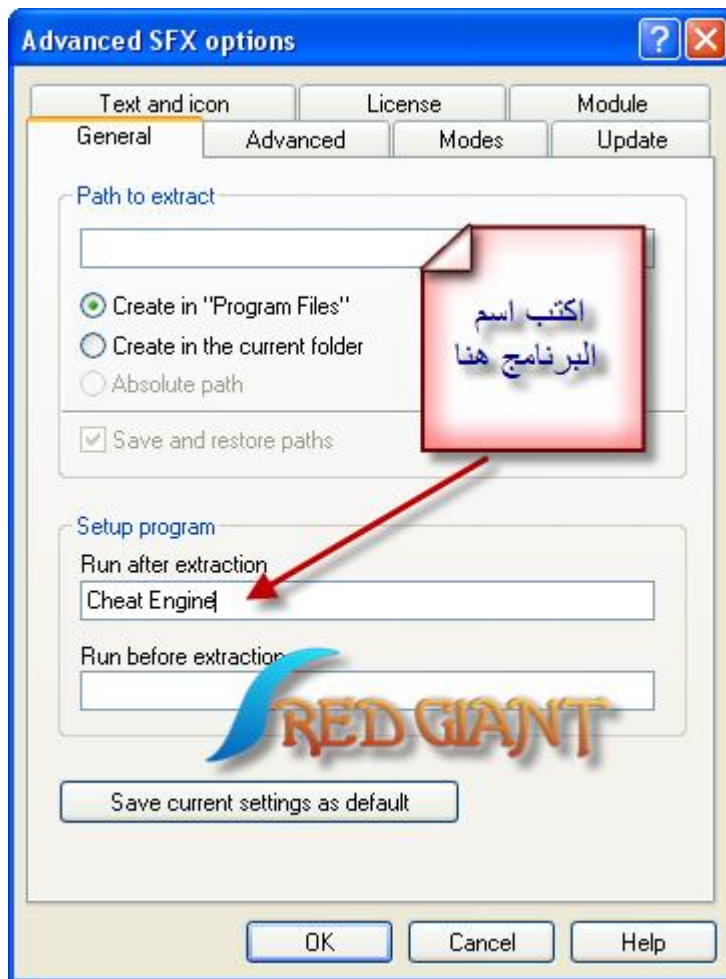 Advanced SFX options
Text and icon
License
Module
General
Advanced
Modes
Update
Path to extract
Create in "Program Files"
Create in the current folder
Absolute path
Save and restore paths
اكتب اسم
البرنامج هنا
Setup program
Run after extraction
Cheat Engine
Run before extraction
RED GIANT
Save current settings as default
OK
Cancel
Help